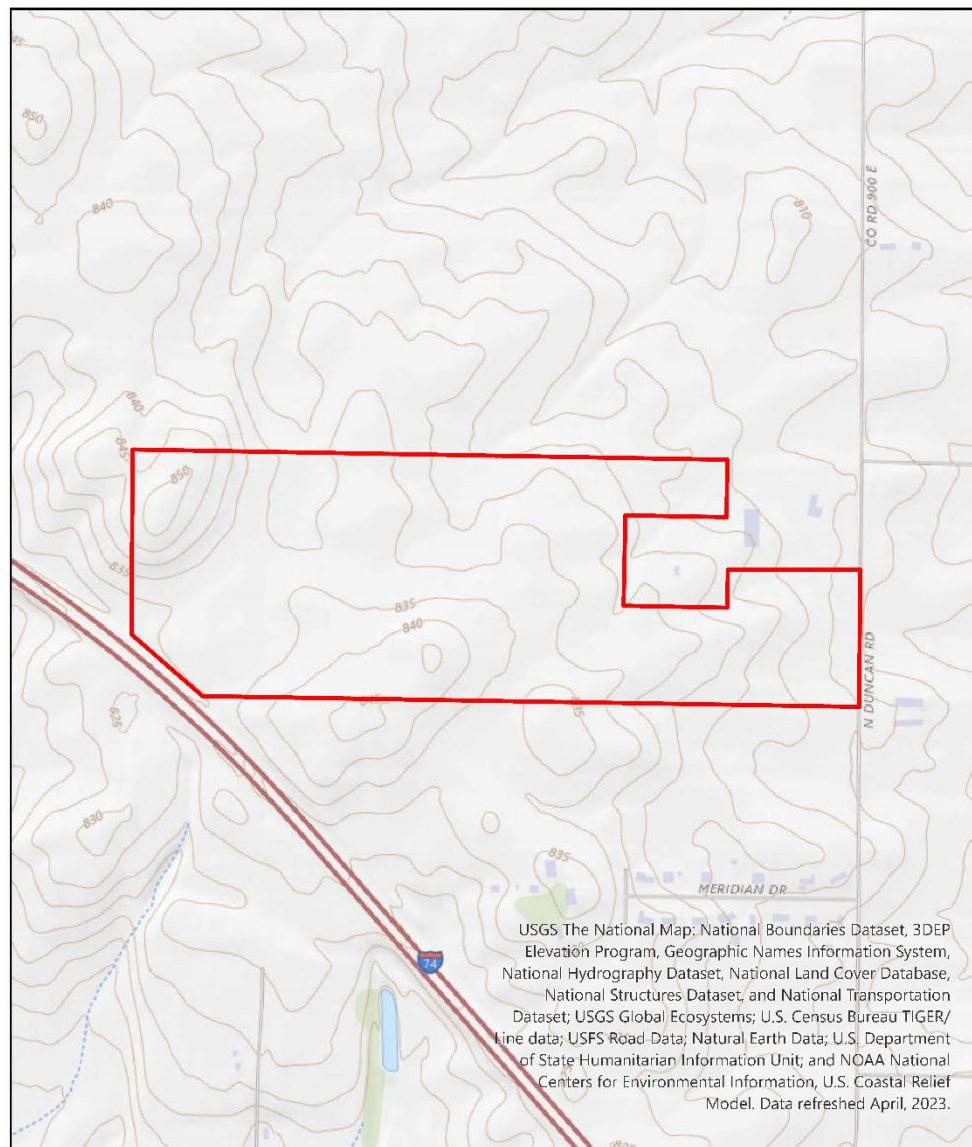 45
850
840
810
CO RD 900 E
840
845
850
835
835
840
845
835
N DUNCAN RD
825
830
835
MERIDIAN DR
74
USGS The National Map: National Boundaries Dataset, 3DEP
Elevation Program, Geographic Names Information System,
National Hydrography Dataset, National Land Cover Database,
National Structures Dataset, and National Transportation
Dataset; USGS Global Ecosystems; U.S. Census Bureau TIGER/
Line data; USFS Road Data; Natural Earth Data; U.S. Department
of State Humanitarian Information Unit; and NOAA National
Centers for Environmental Information, U.S. Coastal Relief
Model. Data refreshed April, 2023.